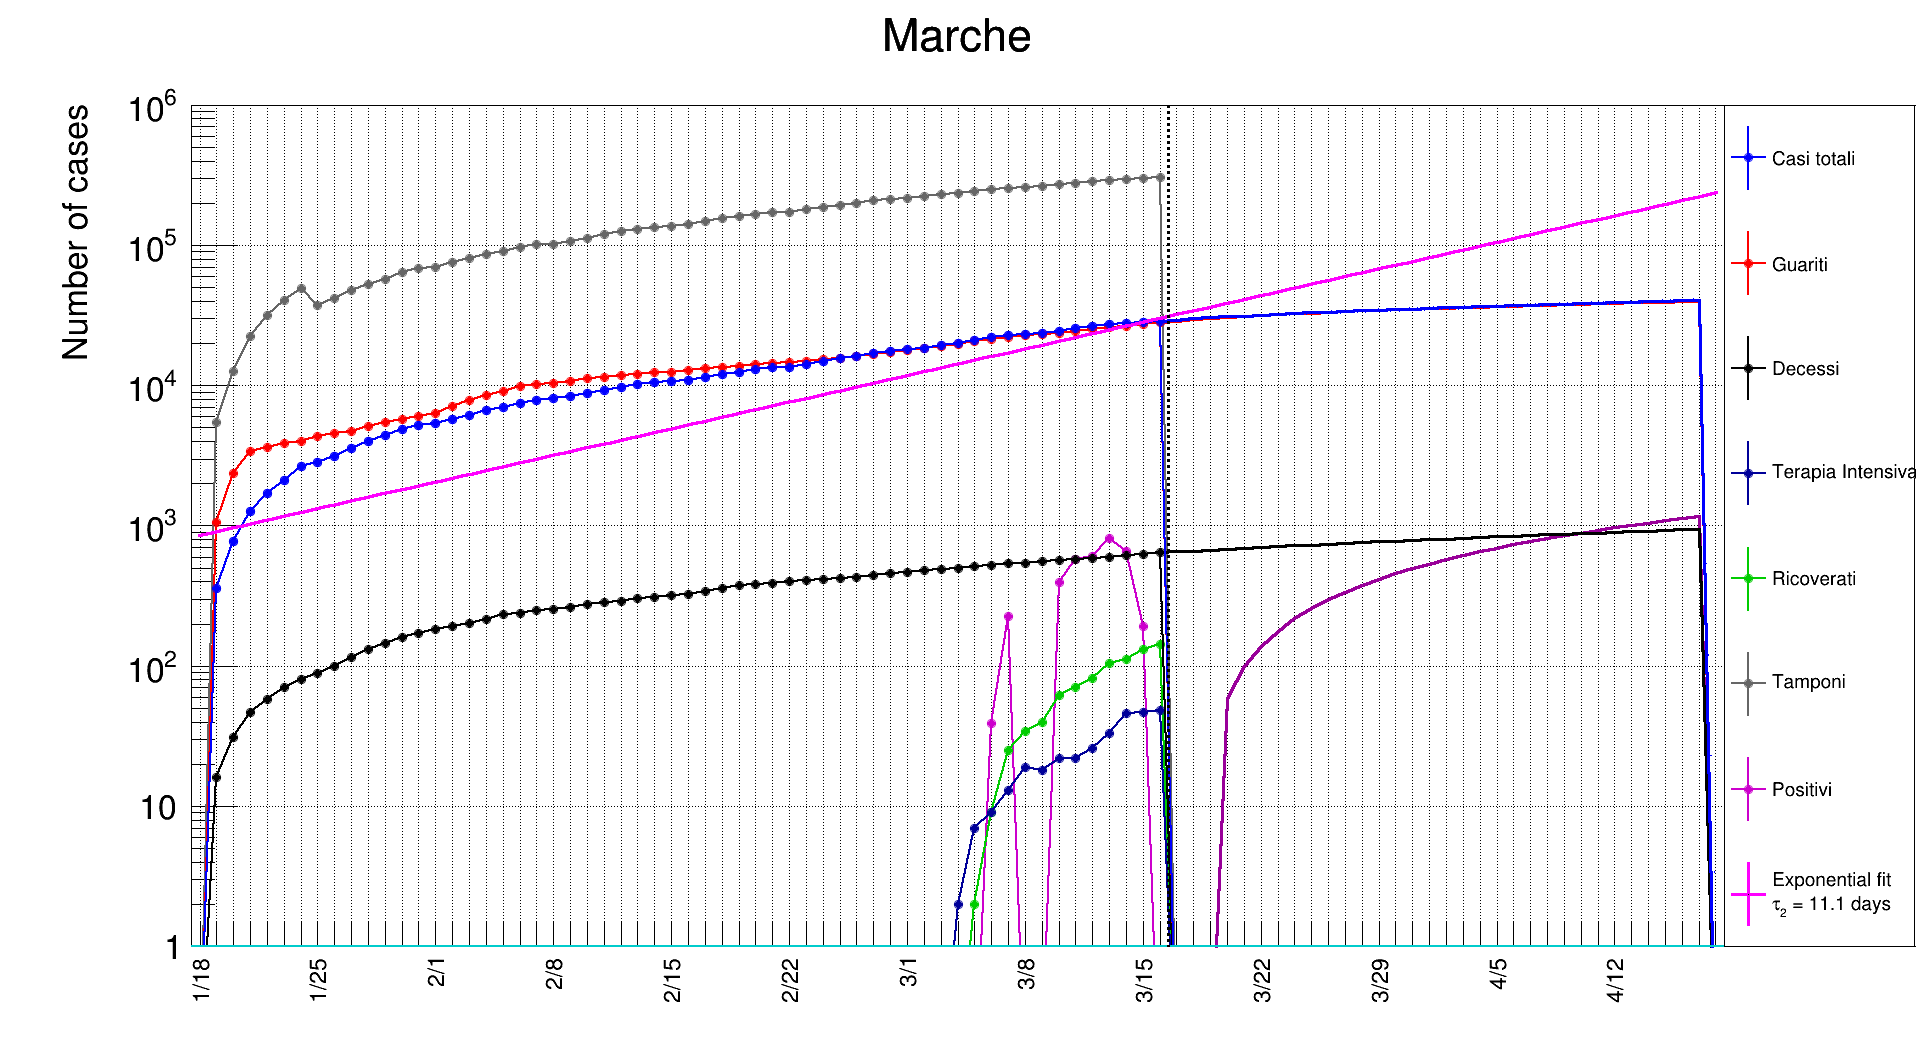 Marche
Number of cases
10^6
10^5
10^4
10^3
10^2
10
1
1/18
1/25
2/1
2/8
2/15
2/22
3/1
3/8
3/15
3/22
3/29
4/5
4/12
Casi totali
Guariti
Decessi
Terapia Intensiva
Ricoverati
Tamponi
Positivi
Exponential fit
τ₂ = 11.1 days